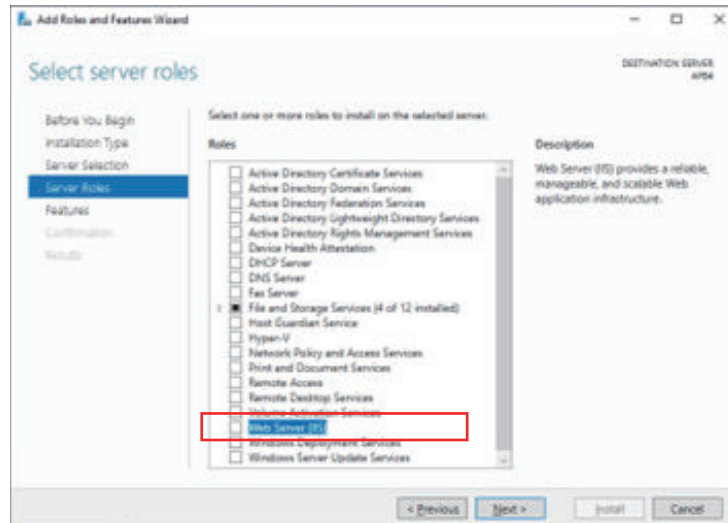 Add Roles and Features Wizard
Select server roles
DESTINATION SERVER
Before You Begin
Installation Type
Server Selection
Server Roles
Features
Confirmation
Results
Select one or more roles to install on the selected server.
Roles
Active Directory Certificate Services
Active Directory Domain Services
Active Directory Federation Services
Active Directory Lightweight Directory Services
Active Directory Rights Management Services
Device Health Attestation
DHCP Server
DNS Server
Fax Server
File and Storage Services (4 of 12 installed)
Host Guardian Service
Hyper-V
Network Policy and Access Services
Print and Document Services
Remote Access
Remote Desktop Services
Volume Activation Services
Web Server (IIS)
Windows Deployment Services
Windows Server Update Services
Description
Web Server (IIS) provides a reliable,
manageable, and scalable Web
application infrastructure.
< Previous
Next >
Install
Cancel